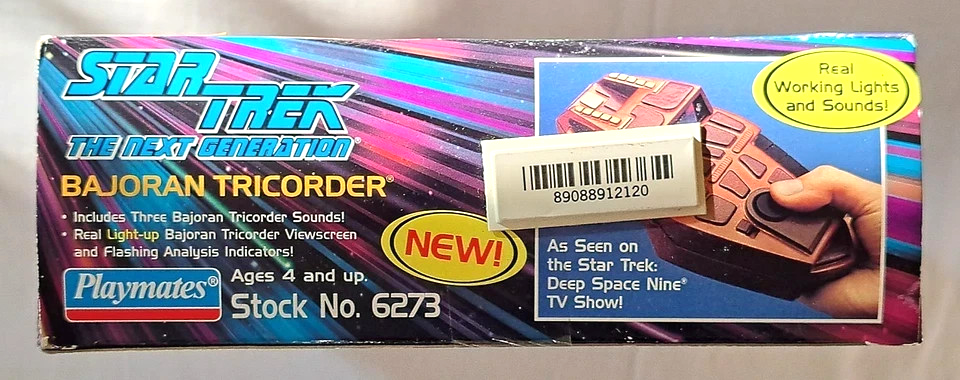 STAR
TREK
THE NEXT GENERATION®
BAJORAN TRICORDER®
• Includes Three Bajoran Tricorder Sounds!
• Real Light-up Bajoran Tricorder Viewscreen
and Flashing Analysis Indicators!
Playmates®
Ages 4 and up.
Stock No. 6273
NEW!
89088912120
Real
Working Lights
and Sounds!
As Seen on
the Star Trek:
Deep Space Nine®
TV Show!